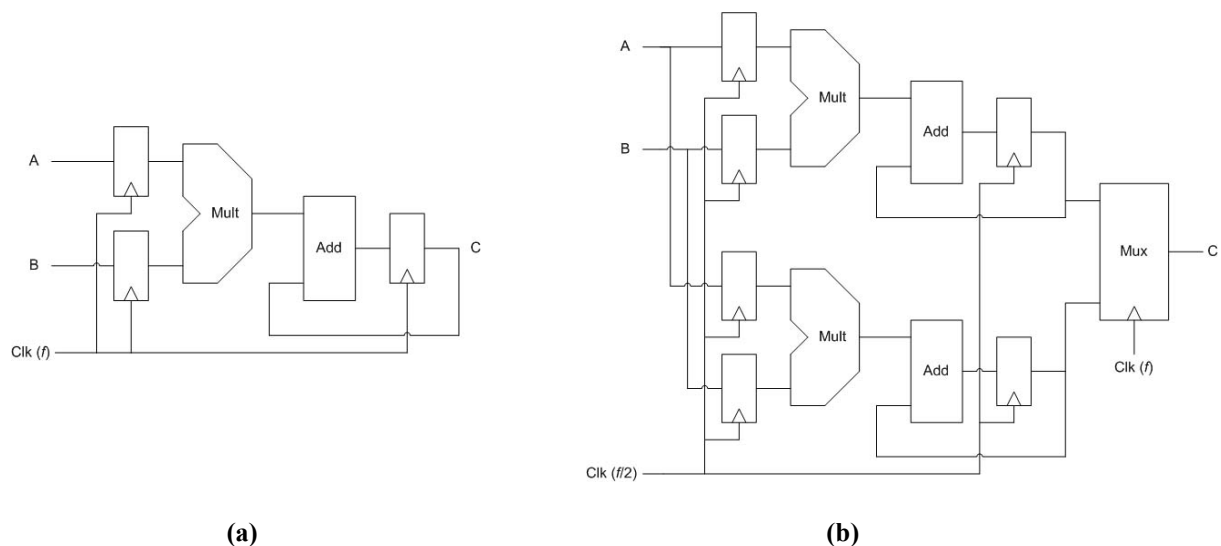 A
B
Mult
Add
C
Clk (f)
(a)
A
B
Mult
Add
Mux
C
Clk (f)
Mult
Add
Clk (f/2)
(b)